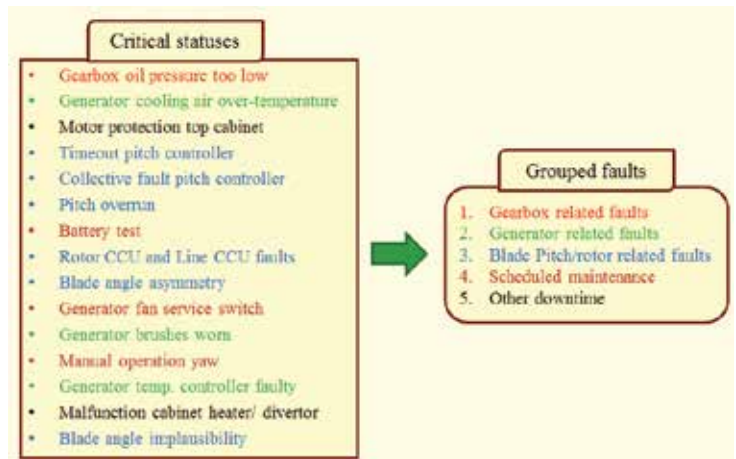 Critical statuses
• Gearbox oil pressure too low
• Generator cooling air over-temperature
• Motor protection top cabinet
• Timeout pitch controller
• Collective fault pitch controller
• Pitch overrun
• Battery test
• Rotor CCU and Line CCU faults
• Blade angle asymmetry
• Generator fan service switch
• Generator brushes worn
• Manual operation yaw
• Generator temp. controller faulty
• Malfunction cabinet heater/ divertor
• Blade angle implausibility
Grouped faults
1. Gearbox related faults
2. Generator related faults
3. Blade Pitch/rotor related faults
4. Scheduled maintenance
5. Other downtime